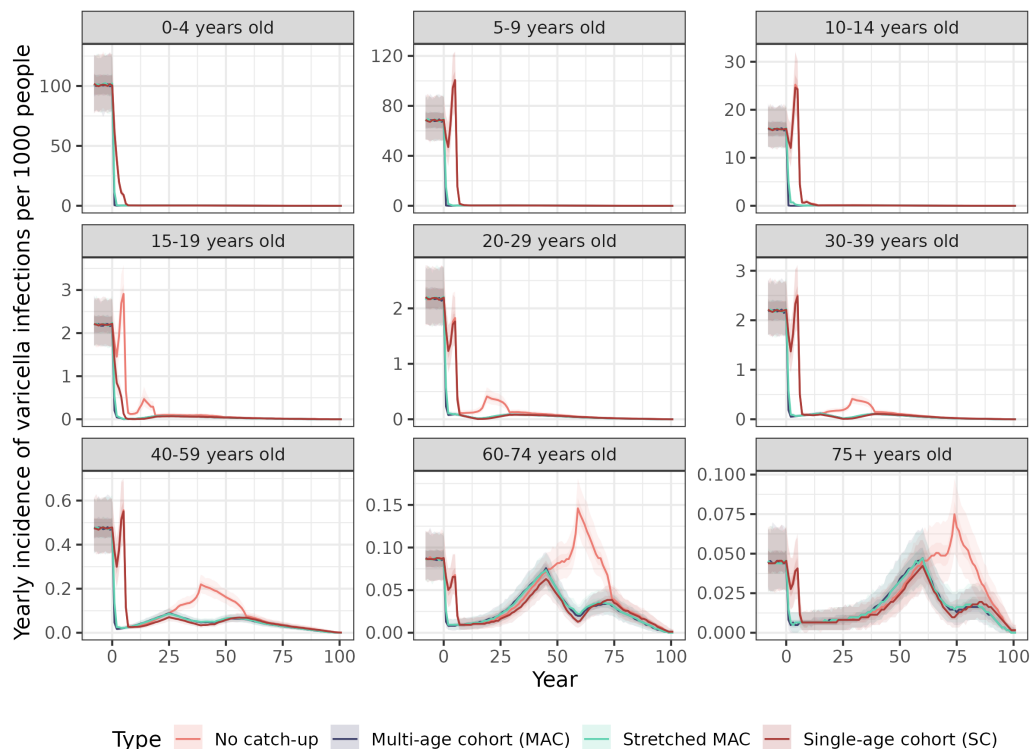 Yearly incidence of varicella infections per 1000 people
0-4 years old
5-9 years old
10-14 years old
100
50
0
120
80
40
0
30
20
10
0
15-19 years old
20-29 years old
30-39 years old
3
2
1
0
2
1
0
3
2
1
0
40-59 years old
60-74 years old
75+ years old
0.6
0.4
0.2
0.0
0.15
0.10
0.05
0.00
0.100
0.075
0.050
0.025
0.000
0 25 50 75 100
0 25 50 75 100
0 25 50 75 100
Year
Type No catch-up Multi-age cohort (MAC) Stretched MAC Single-age cohort (SC)